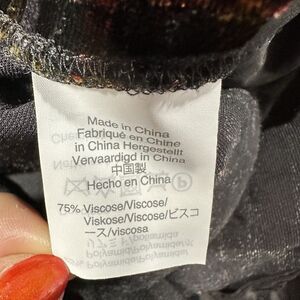 Made in China
Fabriqué en Chine
in China Hergestellt
Vervaardigd in China
中国製
Hecho en China
75% Viscose/Viscose/
Viskose/Viscose/ビスコ
ース/viscosa